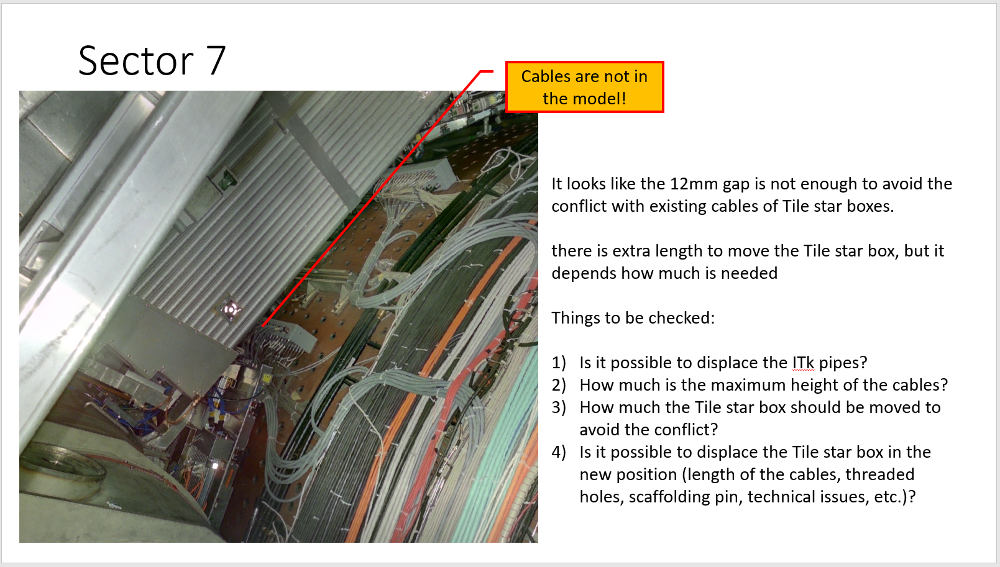 Sector 7
Cables are not in
the model!
It looks like the 12mm gap is not enough to avoid the
conflict with existing cables of Tile star boxes.
there is extra length to move the Tile star box, but it
depends how much is needed
Things to be checked:
1) Is it possible to displace the ITk pipes?
2) How much is the maximum height of the cables?
3) How much the Tile star box should be moved to
avoid the conflict?
4) Is it possible to displace the Tile star box in the
new position (length of the cables, threaded
holes, scaffolding pin, technical issues, etc.)?